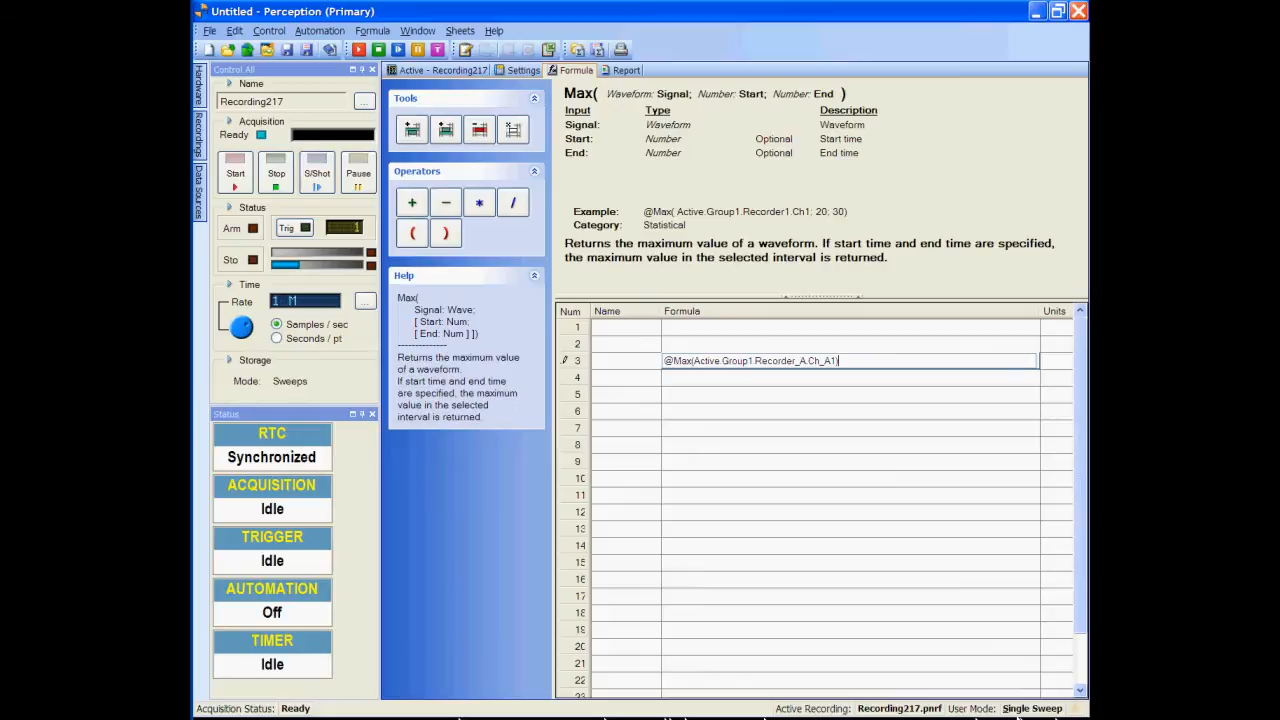 Untitled - Perception (Primary)
File Edit Control Automation Formula Window Sheets Help
Hardware
Recordings
Data Sources
Control All
Name
Recording217
...
Acquisition
Ready
Start Stop S/Shot Pause
Status
Arm Trig 1
Sto
Time
Rate 1 M ...
Samples / sec
Seconds / pt
Storage
Mode: Sweeps
Status
RTC
Synchronized
ACQUISITION
Idle
TRIGGER
Idle
AUTOMATION
Off
TIMER
Idle
Active - Recording217 Settings Formula Report
Tools
Operators
+ − * /
( )
Help
Max(
Signal: Wave;
[ Start: Num;
[ End: Num ] ])
---------------
Returns the maximum value
of a waveform.
If start time and end time
are specified, the maximum
value in the selected
interval is returned.
Max( Waveform: Signal; Number: Start; Number: End )
Input Type Description
Signal: Waveform Waveform
Start: Number Optional Start time
End: Number Optional End time
Example: @Max( Active.Group1.Recorder1.Ch1; 20; 30)
Category: Statistical
Returns the maximum value of a waveform. If start time and end time are specified,
the maximum value in the selected interval is returned.
Num Name Formula Units
1
2
3 @Max(Active.Group1.Recorder_A.Ch_A1)
4
5
6
7
8
9
10
11
12
13
14
15
16
17
18
19
20
21
22
23
Acquisition Status: Ready Active Recording: Recording217.pnrf User Mode: Single Sweep